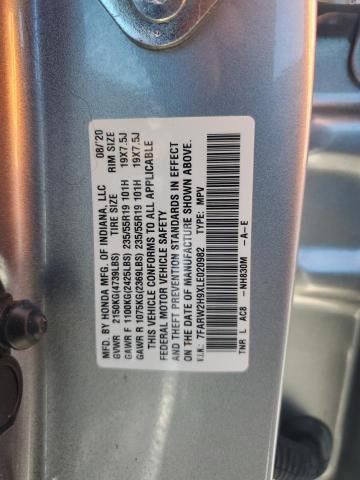 MFD. BY HONDA MFG. OF INDIANA, LLC 08/'20
GVWR 2150KG(4739LBS) TIRE SIZE RIM SIZE
GAWR F 1100KG(2425LBS) 235/55R19 101H 19X7.5J
GAWR R 1075KG(2369LBS) 235/55R19 101H 19X7.5J
THIS VEHICLE CONFORMS TO ALL APPLICABLE
FEDERAL MOTOR VEHICLE SAFETY
AND THEFT PREVENTION STANDARDS IN EFFECT
ON THE DATE OF MANUFACTURE SHOWN ABOVE.
V.I.N.: 7FARW2H9XLE020982 TYPE: MPV
TNR L AC8 -NH830M -A-E